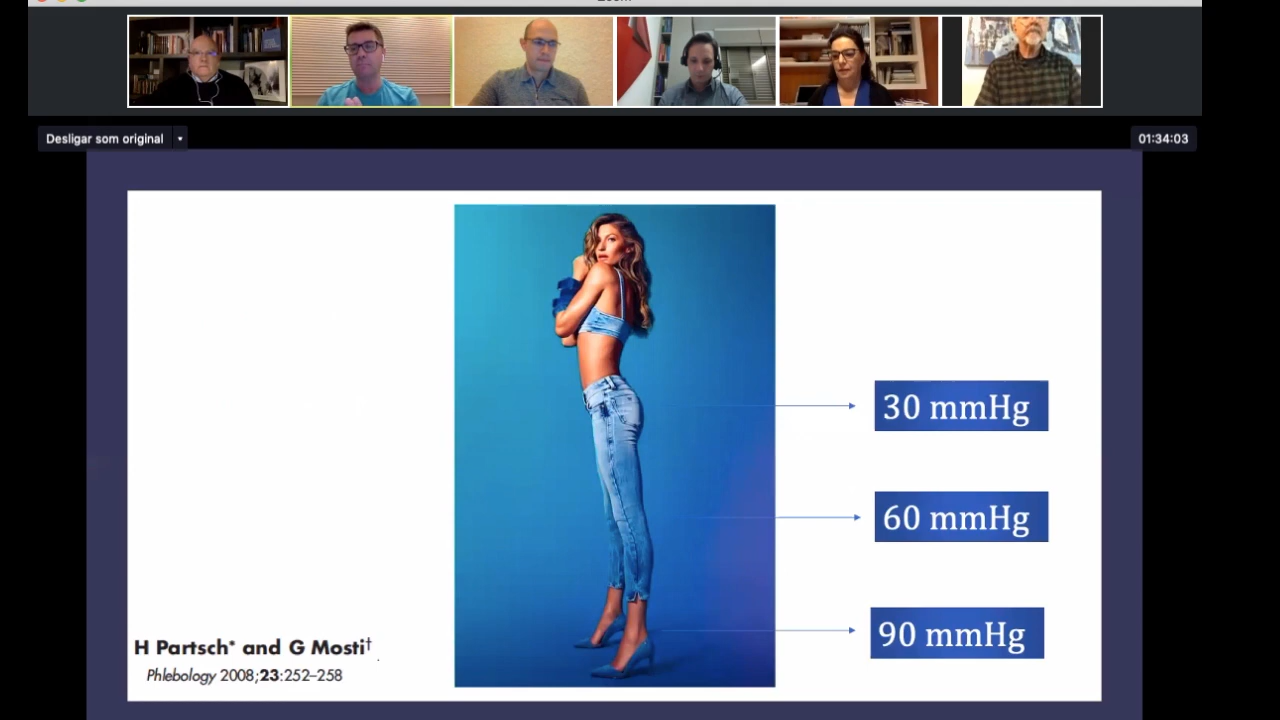 Desligar som original
01:34:03
30 mmHg
60 mmHg
90 mmHg
H Partsch* and G Mosti†
Phlebology 2008;23:252–258